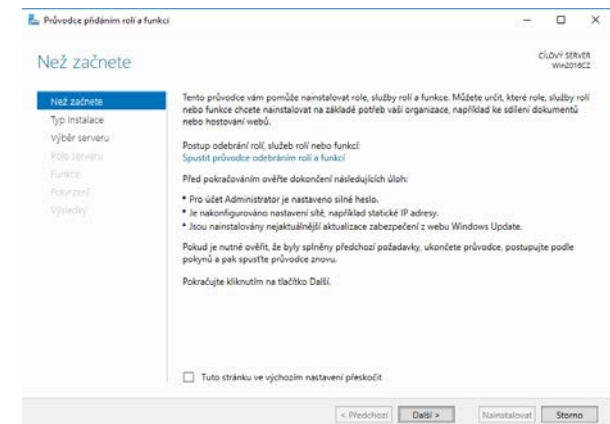 Průvodce přidáním rolí a funkcí
Než začnete
CÍLOVÝ SERVER
Win2016CZ
Než začnete
Typ instalace
Výběr serveru
Role serveru
Funkce
Potvrzení
Výsledky
Tento průvodce vám pomůže nainstalovat role, služby rolí a funkce. Můžete určit, které role, služby rolí
nebo funkce chcete nainstalovat na základě potřeb vaší organizace, například ke sdílení dokumentů
nebo hostování webů.
Postup odebrání rolí, služeb rolí nebo funkcí:
Spustit průvodce odebráním rolí a funkcí
Před pokračováním ověřte dokončení následujících úloh:
• Pro účet Administrator je nastaveno silné heslo.
• Je nakonfigurováno nastavení sítě, například statické IP adresy.
• Jsou nainstalovány nejaktuálnější aktualizace zabezpečení z webu Windows Update.
Pokud je nutné ověřit, že byly splněny předchozí požadavky, ukončete průvodce, postupujte podle
pokynů a pak spusťte průvodce znovu.
Pokračujte kliknutím na tlačítko Další.
Tuto stránku ve výchozím nastavení přeskočit
< Předchozí Další > Nainstalovat Storno